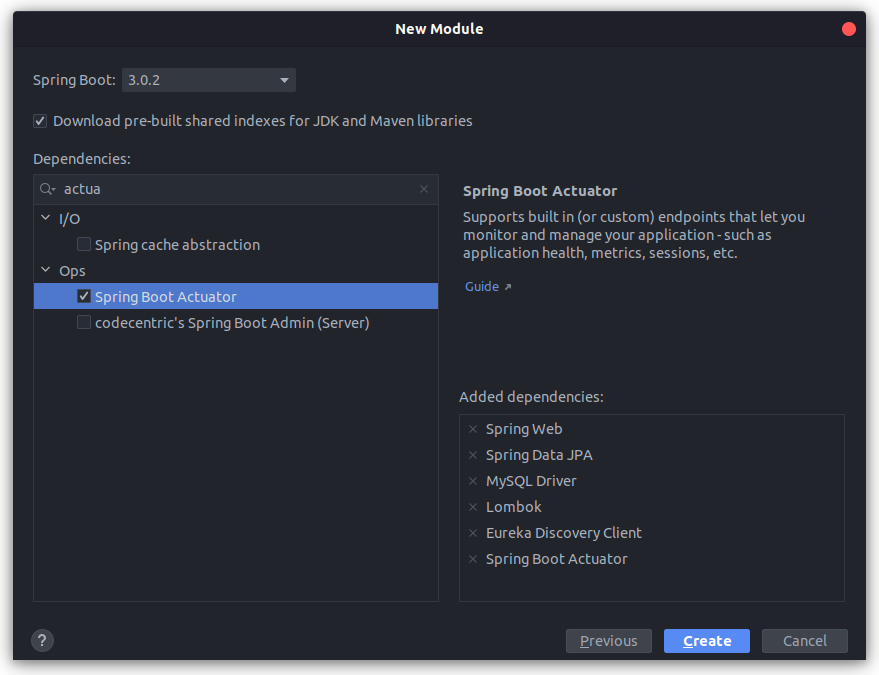 New Module
Spring Boot: 3.0.2
Download pre-built shared indexes for JDK and Maven libraries
Dependencies:
actua
I/O
Spring cache abstraction
Ops
Spring Boot Actuator
codecentric's Spring Boot Admin (Server)
Spring Boot Actuator
Supports built in (or custom) endpoints that let you
monitor and manage your application - such as
application health, metrics, sessions, etc.
Guide ↗
Added dependencies:
Spring Web
Spring Data JPA
MySQL Driver
Lombok
Eureka Discovery Client
Spring Boot Actuator
?
Previous
Create
Cancel